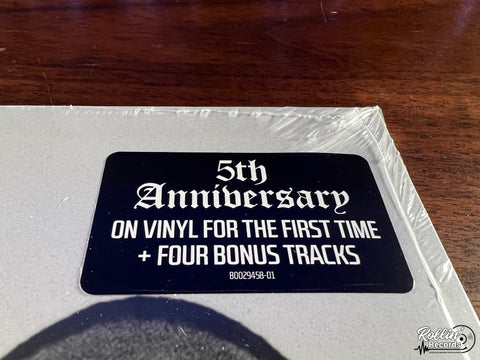 5th
Anniversary
ON VINYL FOR THE FIRST TIME
+ FOUR BONUS TRACKS
B0029458-01
Rollin'
Records